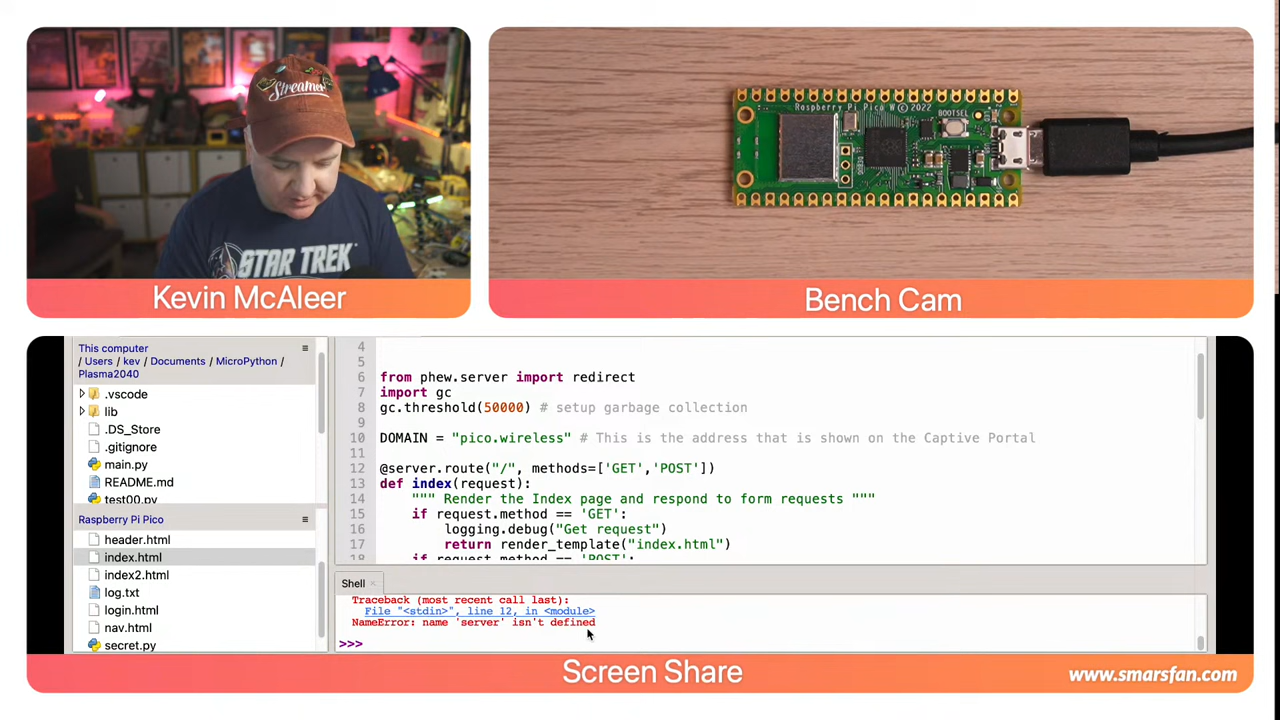 Streamer
STAR TREK
Kevin McAleer
Raspberry Pi Pico W © 2022
BOOTSEL
DEBUG
Bench Cam
This computer
/ Users / kev / Documents / MicroPython /
Plasma2040
.vscode
lib
.DS_Store
.gitignore
main.py
README.md
test00.py
Raspberry Pi Pico
header.html
index.html
index2.html
log.txt
login.html
nav.html
secret.py
4
5
6 from phew.server import redirect
7 import gc
8 gc.threshold(50000) # setup garbage collection
9
10 DOMAIN = "pico.wireless" # This is the address that is shown on the Captive Portal
11
12 @server.route("/", methods=['GET','POST'])
13 def index(request):
14 """ Render the Index page and respond to form requests """
15 if request.method == 'GET':
16 logging.debug("Get request")
17 return render_template("index.html")
18 if request.method == 'POST':
Shell
Traceback (most recent call last):
File "<stdin>", line 12, in <module>
NameError: name 'server' isn't defined
>>>
Screen Share
www.smarsfan.com